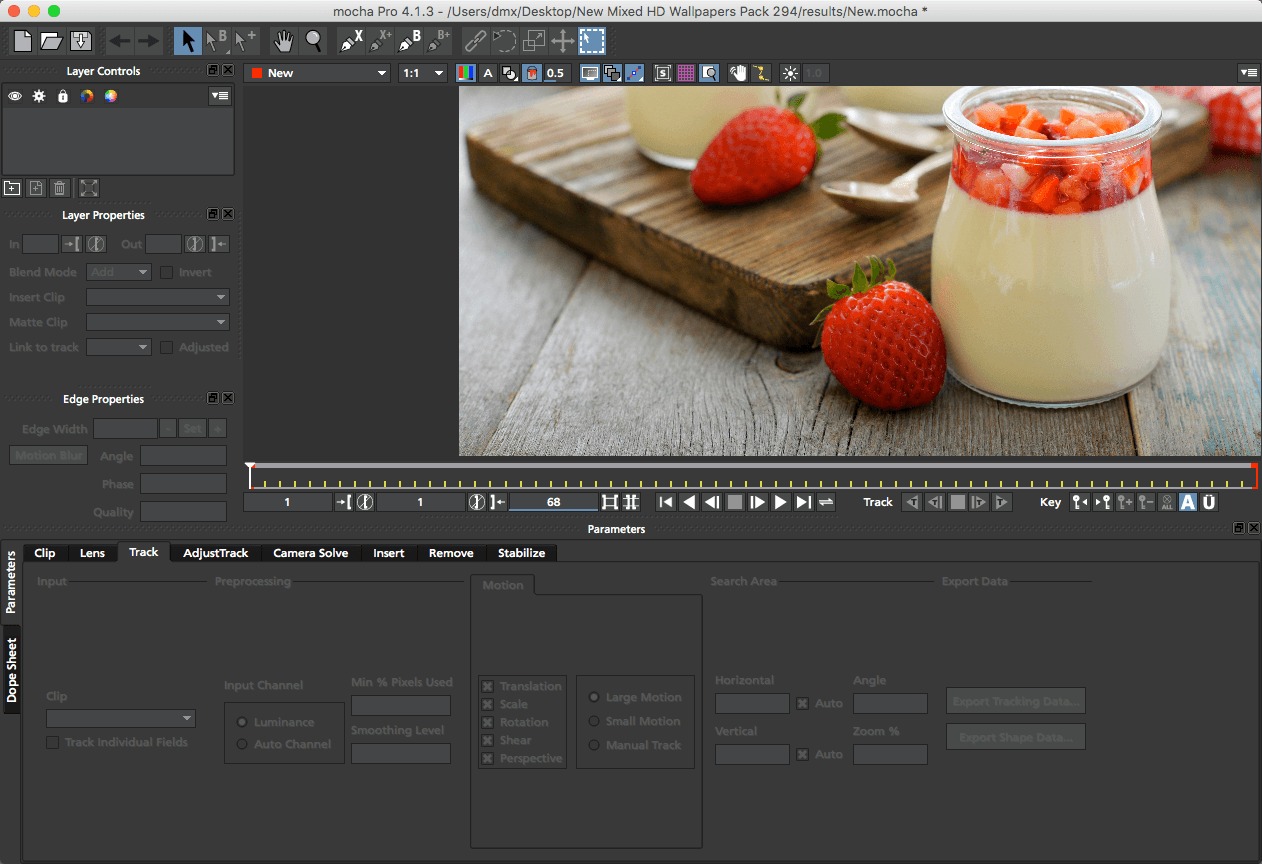 mocha Pro 4.1.3 - /Users/dmx/Desktop/New Mixed HD Wallpapers Pack 294/results/New.mocha *
Layer Controls
New
1:1
A
0.5
1.0
Layer Properties
In
Out
Blend Mode
Add
Invert
Insert Clip
Matte Clip
Link to track
Adjusted
Edge Properties
Edge Width
Set
Motion Blur
Angle
Phase
Quality
1
1
68
Track
Key
ALL
A
Ü
Parameters
Parameters
Dope Sheet
Clip
Lens
Track
AdjustTrack
Camera Solve
Insert
Remove
Stabilize
Input
Clip
Track Individual Fields
Preprocessing
Input Channel
Luminance
Auto Channel
Min % Pixels Used
Smoothing Level
Motion
Translation
Scale
Rotation
Shear
Perspective
Large Motion
Small Motion
Manual Track
Search Area
Horizontal
Auto
Angle
Vertical
Auto
Zoom %
Export Data
Export Tracking Data...
Export Shape Data...